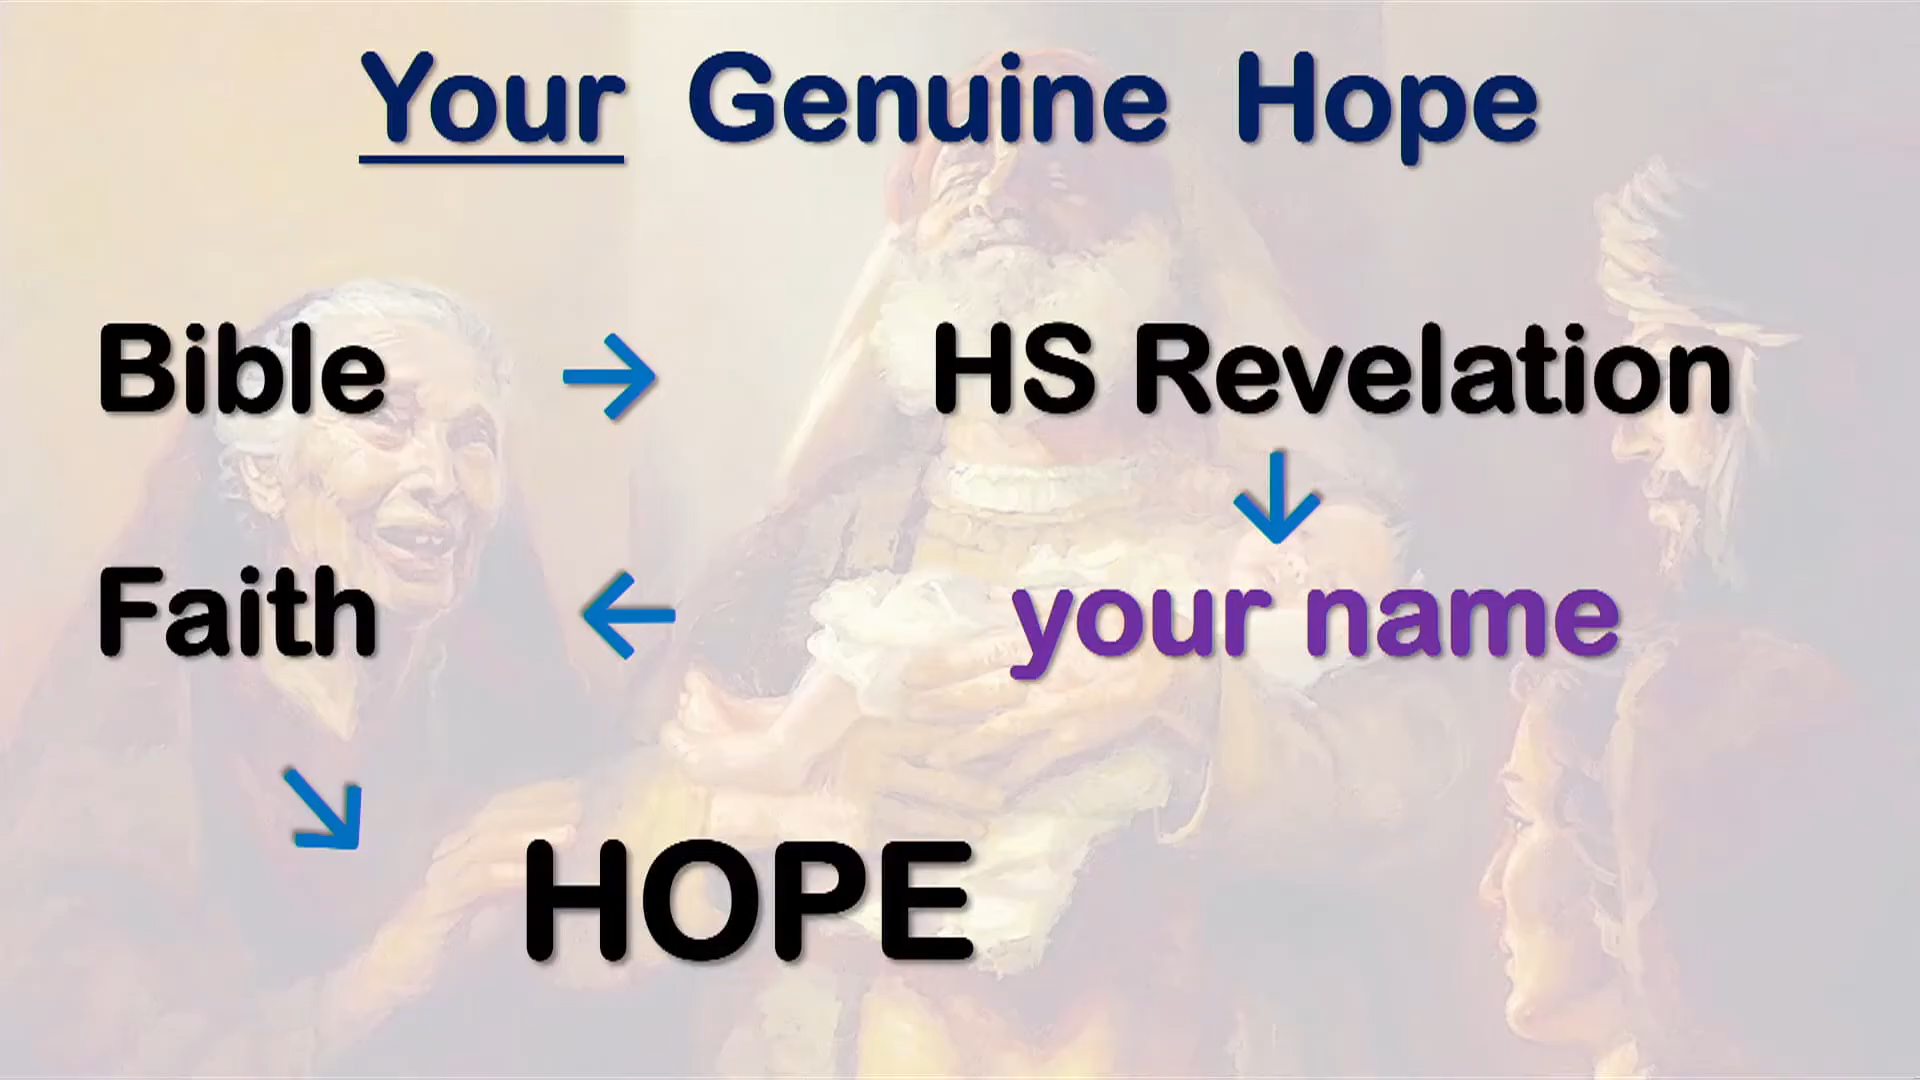 Your Genuine Hope
Bible → HS Revelation
↓
Faith ← your name
↘
HOPE